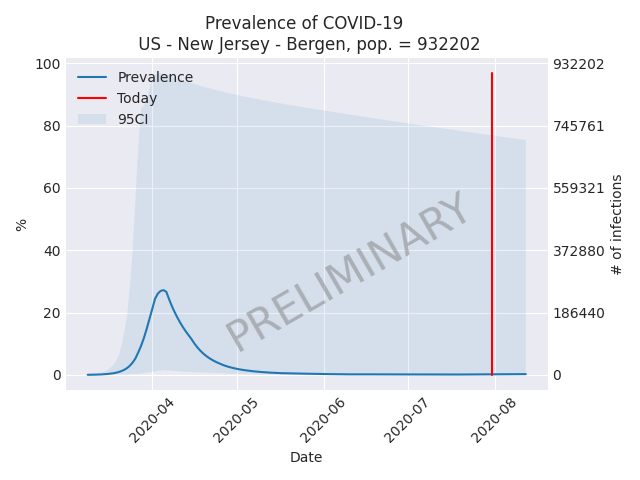 Prevalence of COVID-19
US - New Jersey - Bergen, pop. = 932202
100
80
60
40
20
0
%
Prevalence
Today
95CI
PRELIMINARY
932202
745761
559321
372880
186440
0
# of infections
2020-04
2020-05
2020-06
2020-07
2020-08
Date